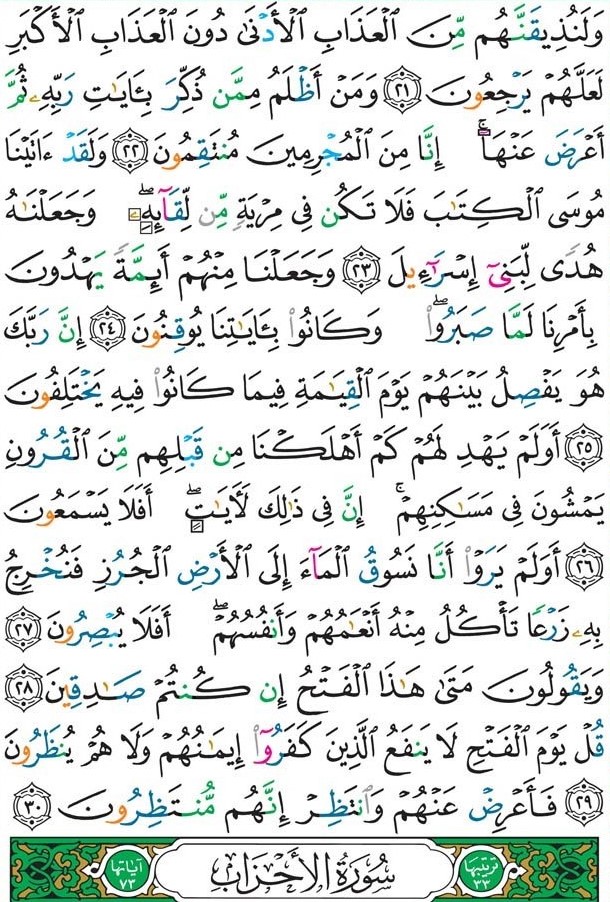 وَلَنُذِيقَنَّهُم مِّنَ ٱلْعَذَابِ ٱلْأَدْنَىٰ دُونَ ٱلْعَذَابِ ٱلْأَكْبَرِ
لَعَلَّهُمْ يَرْجِعُونَ ٢١ وَمَنْ أَظْلَمُ مِمَّن ذُكِّرَ بِـَٔايَـٰتِ رَبِّهِۦ ثُمَّ
أَعْرَضَ عَنْهَآ ۚ إِنَّا مِنَ ٱلْمُجْرِمِينَ مُنتَقِمُونَ ٢٢ وَلَقَدْ ءَاتَيْنَا
مُوسَى ٱلْكِتَـٰبَ فَلَا تَكُن فِى مِرْيَةٍ مِّن لِّقَآئِهِۦ ۖ وَجَعَلْنَـٰهُ
هُدًى لِّبَنِىٓ إِسْرَٰٓءِيلَ ٢٣ وَجَعَلْنَا مِنْهُمْ أَئِمَّةً يَهْدُونَ
بِأَمْرِنَا لَمَّا صَبَرُوا۟ ۖ وَكَانُوا۟ بِـَٔايَـٰتِنَا يُوقِنُونَ ٢٤ إِنَّ رَبَّكَ
هُوَ يَفْصِلُ بَيْنَهُمْ يَوْمَ ٱلْقِيَـٰمَةِ فِيمَا كَانُوا۟ فِيهِ يَخْتَلِفُونَ
٢٥ أَوَلَمْ يَهْدِ لَهُمْ كَمْ أَهْلَكْنَا مِن قَبْلِهِم مِّنَ ٱلْقُرُونِ
يَمْشُونَ فِى مَسَـٰكِنِهِمْ ۚ إِنَّ فِى ذَٰلِكَ لَـَٔايَـٰتٍ ۖ أَفَلَا يَسْمَعُونَ
٢٦ أَوَلَمْ يَرَوْا۟ أَنَّا نَسُوقُ ٱلْمَآءَ إِلَى ٱلْأَرْضِ ٱلْجُرُزِ فَنُخْرِجُ
بِهِۦ زَرْعًا تَأْكُلُ مِنْهُ أَنْعَـٰمُهُمْ وَأَنفُسُهُمْ ۖ أَفَلَا يُبْصِرُونَ ٢٧
وَيَقُولُونَ مَتَىٰ هَـٰذَا ٱلْفَتْحُ إِن كُنتُمْ صَـٰدِقِينَ ٢٨
قُلْ يَوْمَ ٱلْفَتْحِ لَا يَنفَعُ ٱلَّذِينَ كَفَرُوٓا۟ إِيمَـٰنُهُمْ وَلَا هُمْ يُنظَرُونَ
٢٩ فَأَعْرِضْ عَنْهُمْ وَٱنتَظِرْ إِنَّهُم مُّنتَظِرُونَ ٣٠
ترتيبها ٣٣ سُورَةُ الأَحْزَابِ آياتها ٧٣